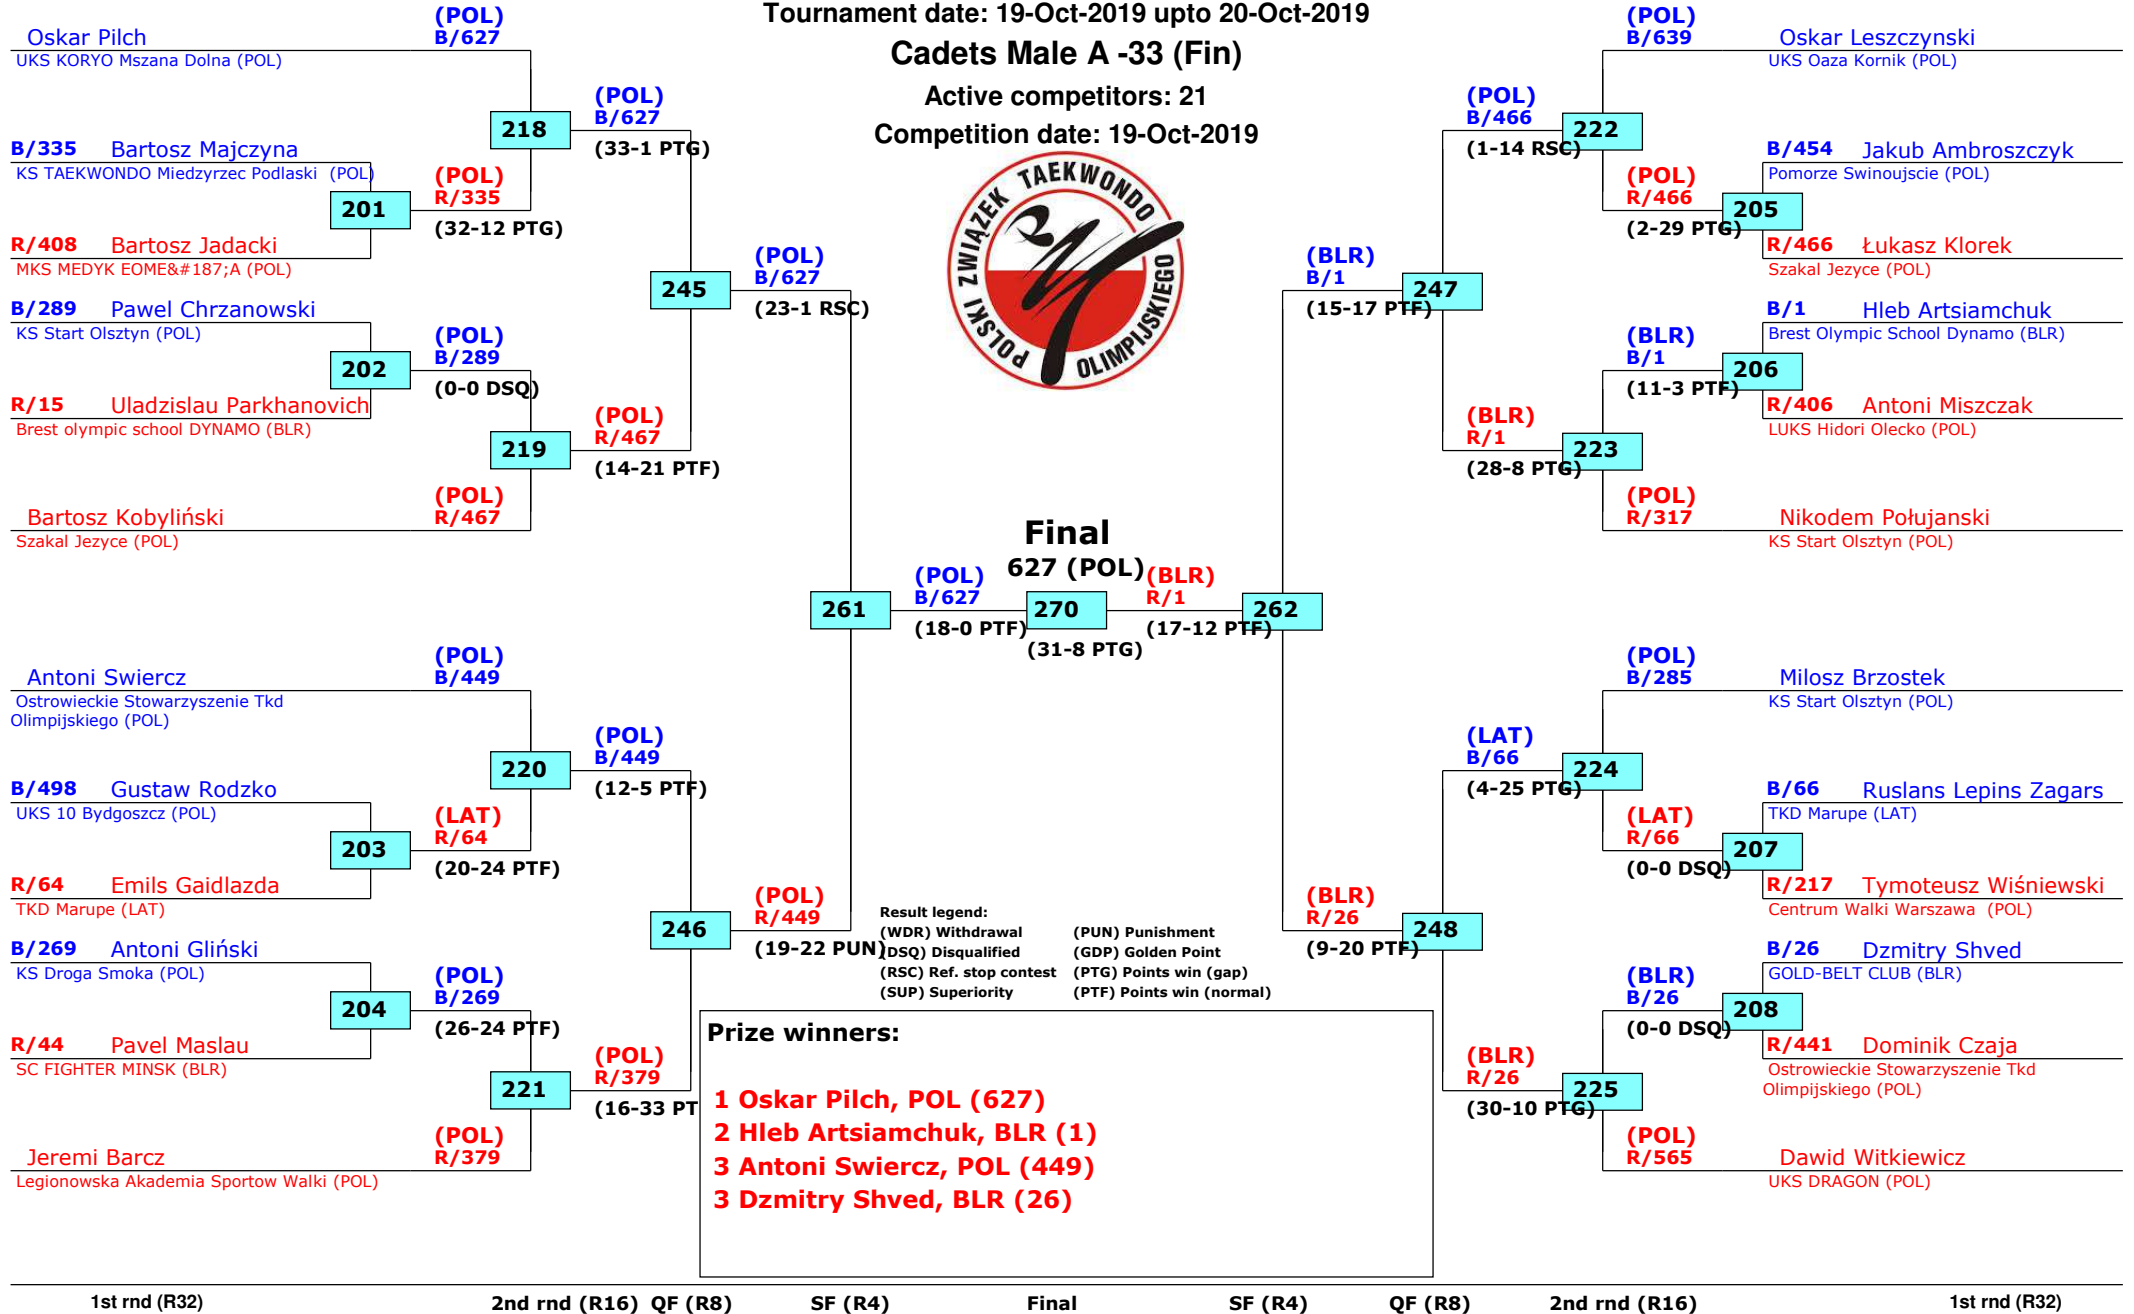 Tournament date: 19-Oct-2019 upto 20-Oct-2019
Cadets Male A -33 (Fin)
Active competitors: 21
Competition date: 19-Oct-2019
POLSKI ZWIĄZEK TAEKWONDO OLIMPIJSKIEGO
Oskar Pilch
UKS KORYO Mszana Dolna (POL)
(POL)
B/627
B/335 Bartosz Majczyna
KS TAEKWONDO Miedzyrzec Podlaski (POL)
201
R/408 Bartosz Jadacki
MKS MEDYK EOME&#187;A (POL)
(POL)
R/335
(32-12 PTG)
218
(POL)
B/627
(33-1 PTG)
B/289 Pawel Chrzanowski
KS Start Olsztyn (POL)
202
R/15 Uladzislau Parkhanovich
Brest olympic school DYNAMO (BLR)
(POL)
B/289
(0-0 DSQ)
219
(POL)
R/467
(14-21 PTF)
Bartosz Kobyliński
Szakal Jezyce (POL)
(POL)
R/467
245
(POL)
B/627
(23-1 RSC)
Antoni Swiercz
Ostrowieckie Stowarzyszenie Tkd
Olimpijskiego (POL)
(POL)
B/449
B/498 Gustaw Rodzko
UKS 10 Bydgoszcz (POL)
203
R/64 Emils Gaidlazda
TKD Marupe (LAT)
(LAT)
R/64
(20-24 PTF)
220
(POL)
B/449
(12-5 PTF)
B/269 Antoni Gliński
KS Droga Smoka (POL)
204
R/44 Pavel Maslau
SC FIGHTER MINSK (BLR)
(POL)
B/269
(26-24 PTF)
221
(POL)
R/379
(16-33 PT
Jeremi Barcz
Legionowska Akademia Sportow Walki (POL)
(POL)
R/379
246
(POL)
R/449
(19-22 PUN)
261
(POL)
B/627
(18-0 PTF)
Final
627 (POL)
270
(31-8 PTG)
(BLR)
R/1
(17-12 PTF)
262
(BLR)
B/1
(15-17 PTF)
247
(POL)
B/466
(1-14 RSC)
222
(POL)
B/639
Oskar Leszczynski
UKS Oaza Kornik (POL)
B/454 Jakub Ambroszczyk
Pomorze Swinoujscie (POL)
(POL)
R/466
(2-29 PTG)
205
R/466 Łukasz Klorek
Szakal Jezyce (POL)
B/1 Hleb Artsiamchuk
Brest Olympic School Dynamo (BLR)
(BLR)
B/1
(11-3 PTF)
206
R/406 Antoni Miszczak
LUKS Hidori Olecko (POL)
(BLR)
R/1
(28-8 PTG)
223
(POL)
R/317
Nikodem Połujanski
KS Start Olsztyn (POL)
(POL)
B/285
Milosz Brzostek
KS Start Olsztyn (POL)
(LAT)
B/66
(4-25 PTG)
224
B/66 Ruslans Lepins Zagars
TKD Marupe (LAT)
(LAT)
R/66
(0-0 DSQ)
207
R/217 Tymoteusz Wiśniewski
Centrum Walki Warszawa (POL)
(BLR)
R/26
(9-20 PTF)
248
B/26 Dzmitry Shved
GOLD-BELT CLUB (BLR)
(BLR)
B/26
(0-0 DSQ)
208
R/441 Dominik Czaja
Ostrowieckie Stowarzyszenie Tkd
Olimpijskiego (POL)
(BLR)
R/26
(30-10 PTG)
225
(POL)
R/565
Dawid Witkiewicz
UKS DRAGON (POL)
Result legend:
(WDR) Withdrawal (PUN) Punishment
(DSQ) Disqualified (GDP) Golden Point
(RSC) Ref. stop contest (PTG) Points win (gap)
(SUP) Superiority (PTF) Points win (normal)
Prize winners:
1 Oskar Pilch, POL (627)
2 Hleb Artsiamchuk, BLR (1)
3 Antoni Swiercz, POL (449)
3 Dzmitry Shved, BLR (26)
1st rnd (R32) 2nd rnd (R16) QF (R8) SF (R4) Final SF (R4) QF (R8) 2nd rnd (R16) 1st rnd (R32)